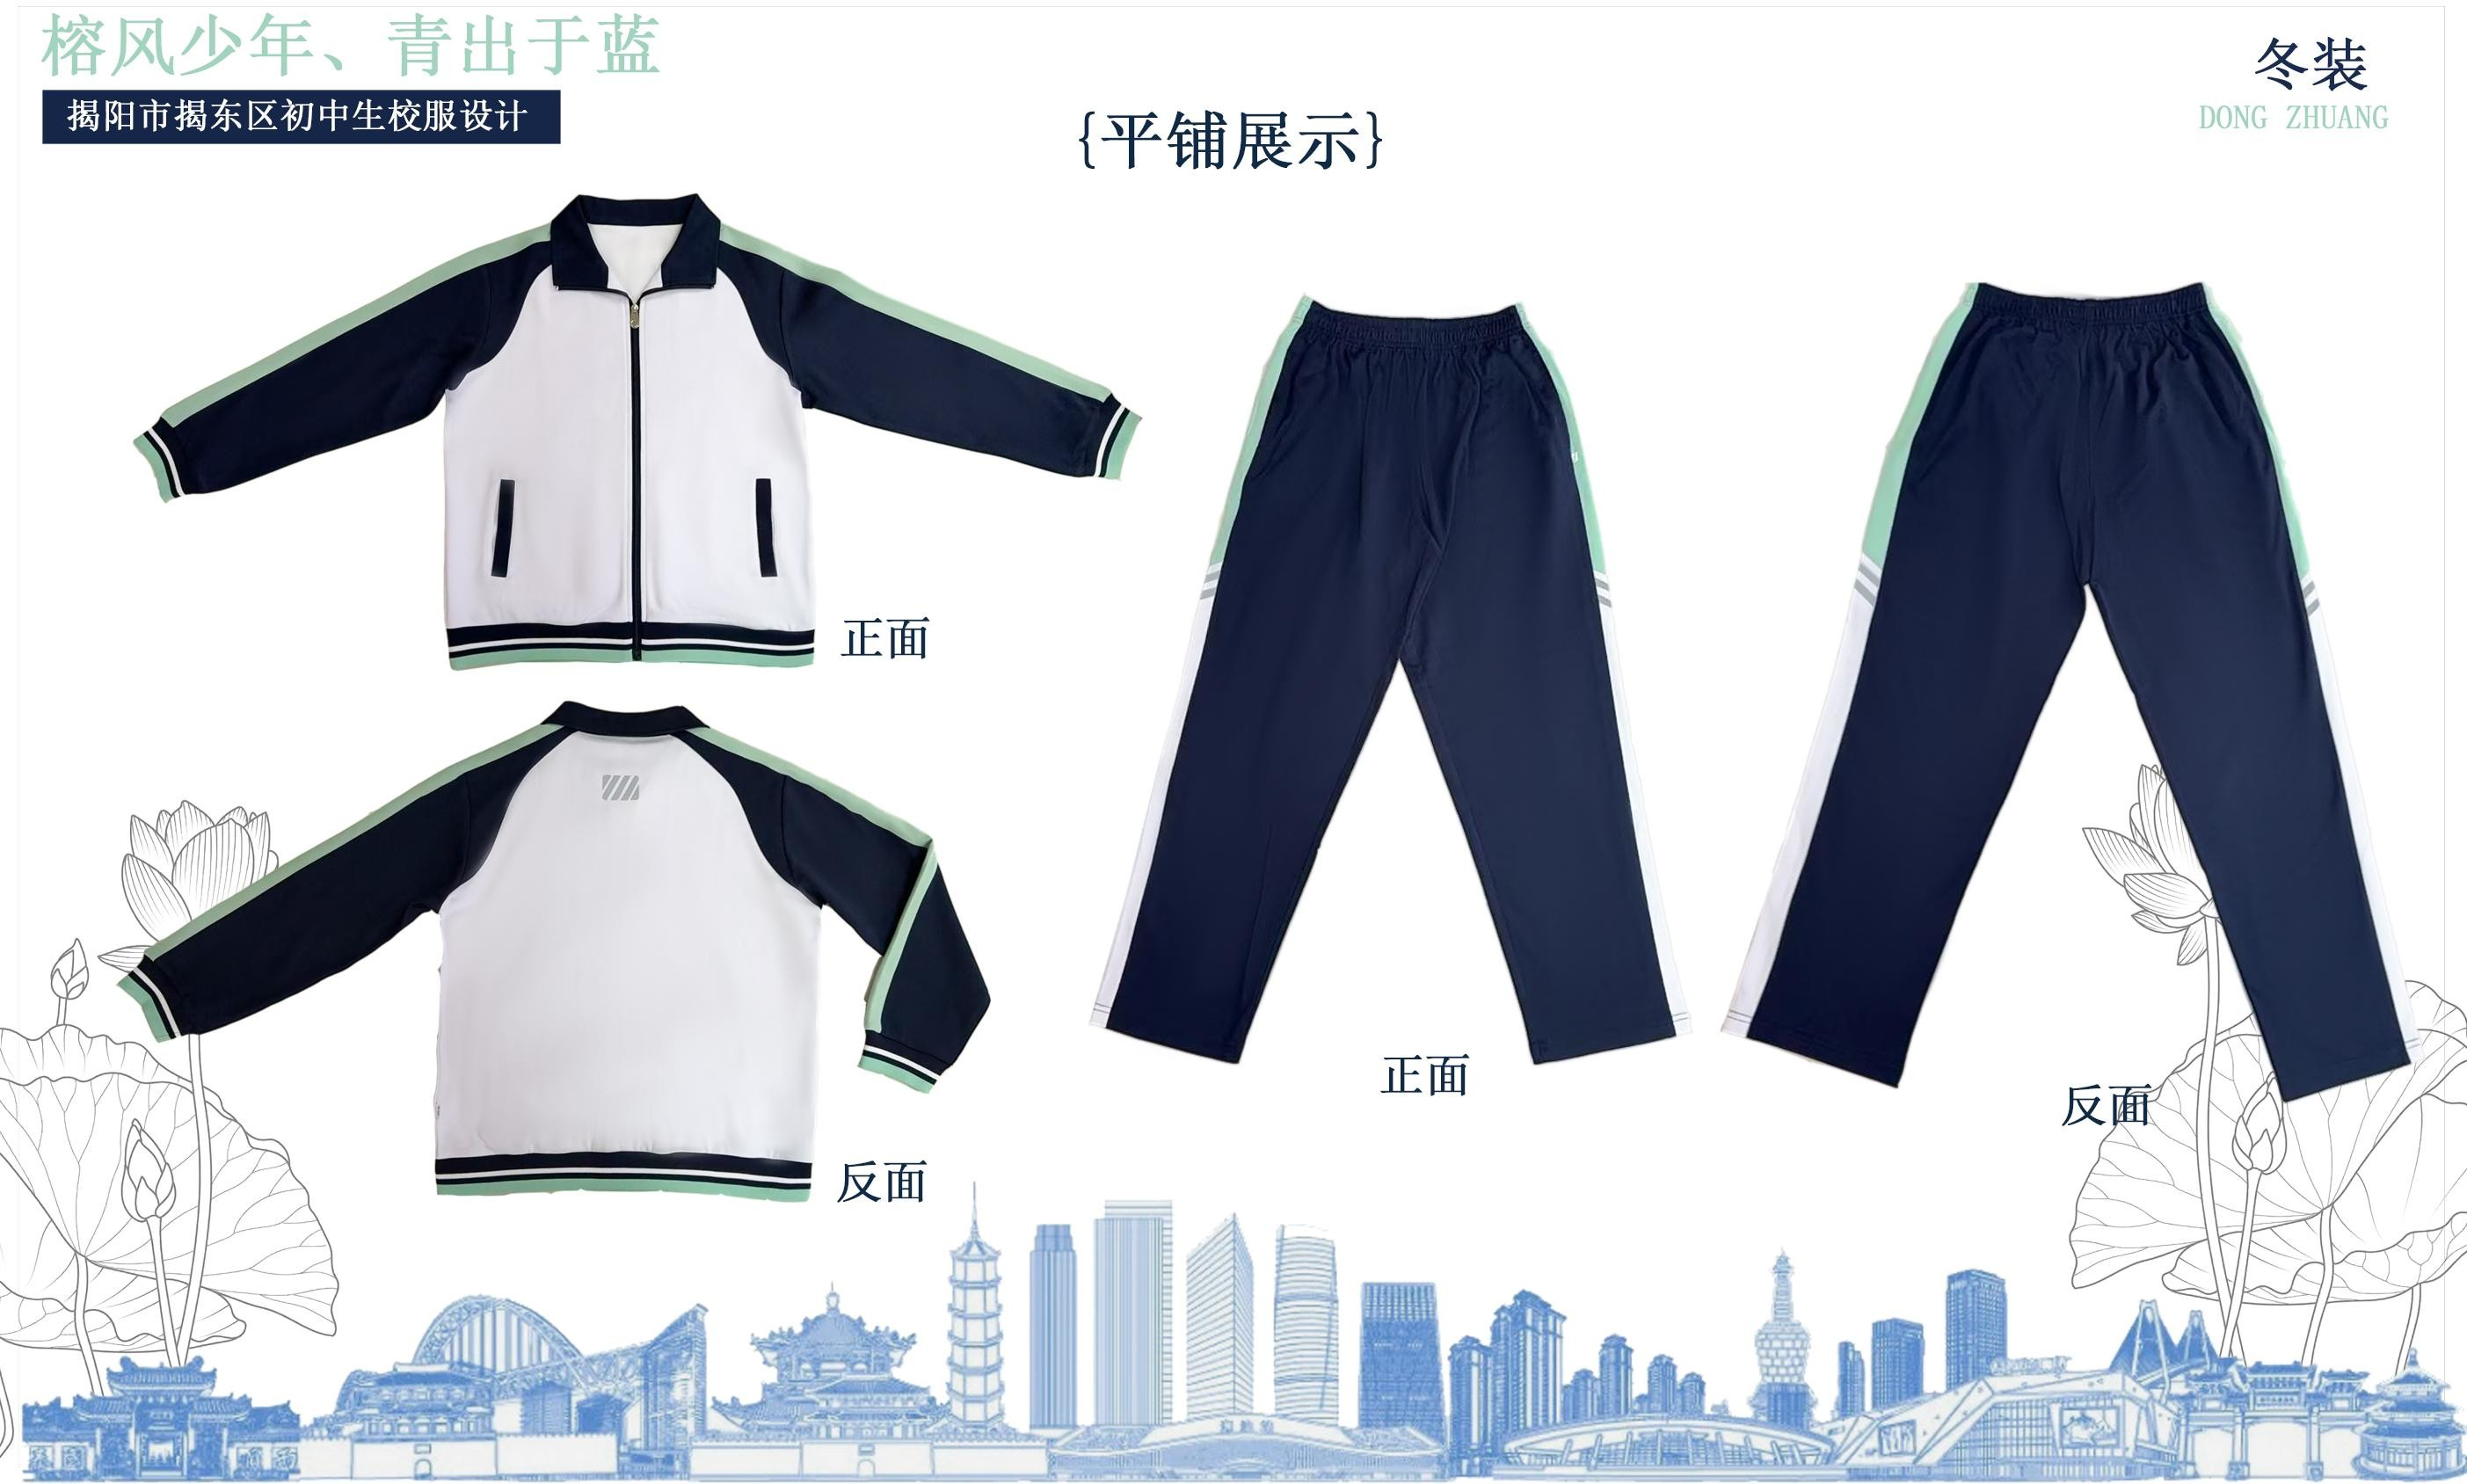 榕风少年、青出于蓝
揭阳市揭东区初中生校服设计
{平铺展示}
冬装
DONG ZHUANG
正面
反面
正面
反面